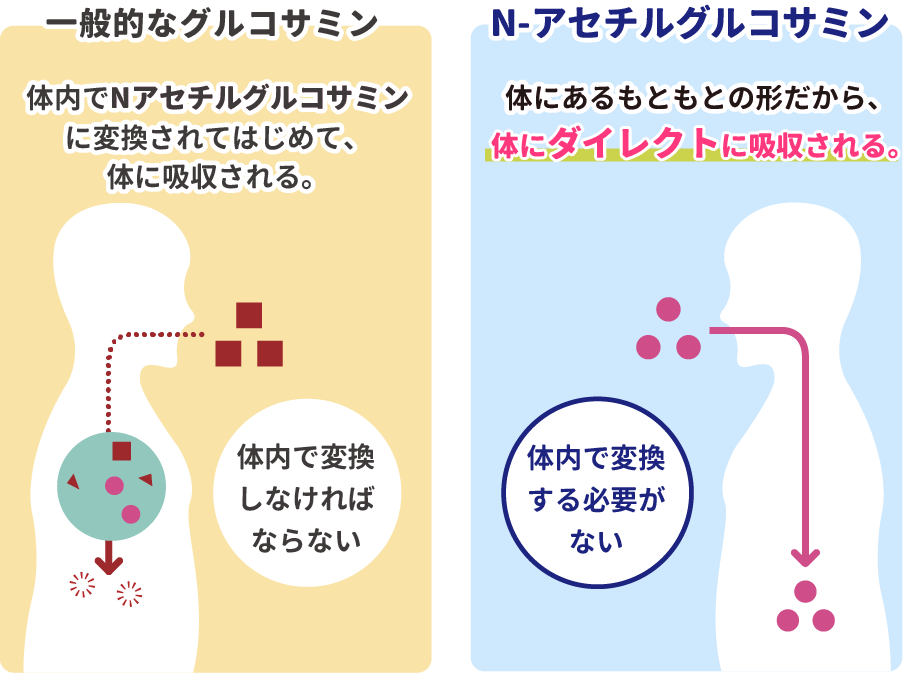 一般的なグルコサミン
体内でNアセチルグルコサミン
に変換されてはじめて、
体に吸収される。
体内で変換
しなければ
ならない
N-アセチルグルコサミン
体にあるもともとの形だから、
体にダイレクトに吸収される。
体内で変換
する必要が
ない